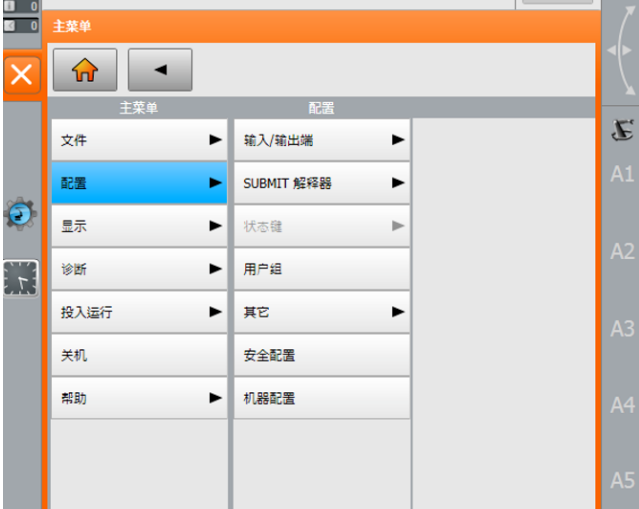 0
0
主菜单
主菜单
配置
文件
输入/输出端
配置
SUBMIT 解释器
显示
状态键
诊断
用户组
投入运行
其它
关机
安全配置
帮助
机器配置
A1
A2
A3
A4
A5